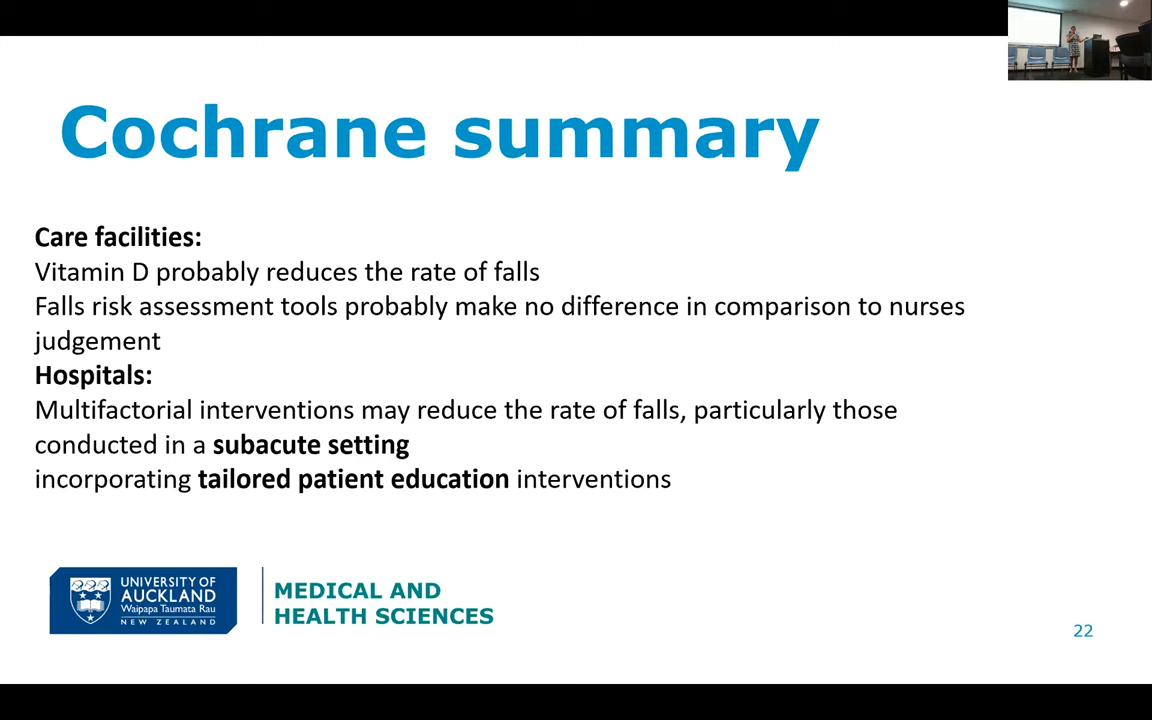 Cochrane summary
Care facilities:
Vitamin D probably reduces the rate of falls
Falls risk assessment tools probably make no difference in comparison to nurses
judgement
Hospitals:
Multifactorial interventions may reduce the rate of falls, particularly those
conducted in a subacute setting
incorporating tailored patient education interventions
UNIVERSITY OF
AUCKLAND
Waipapa Taumata Rau
NEW ZEALAND
MEDICAL AND
HEALTH SCIENCES
22